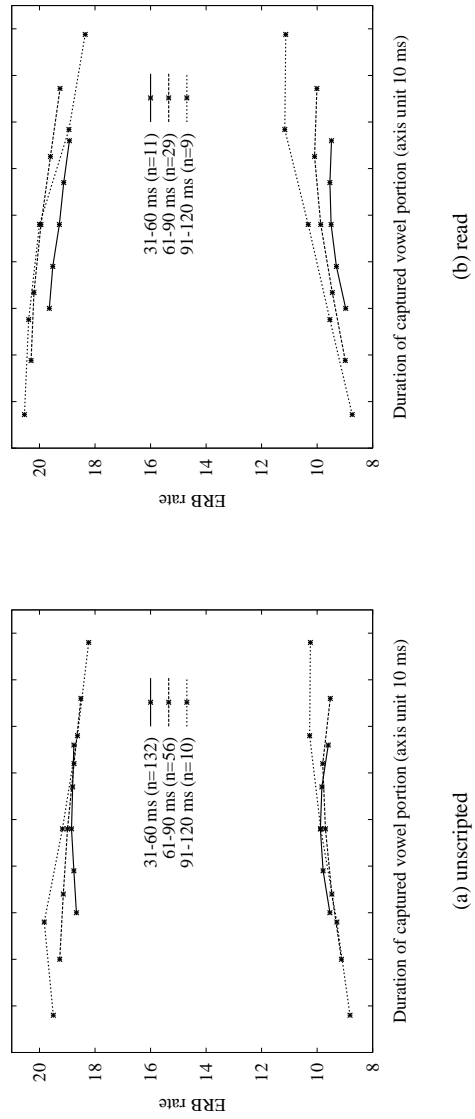 20
18
16
14
12
10
8
ERB rate
31-60 ms (n=132)
61-90 ms (n=56)
91-120 ms (n=10)
Duration of captured vowel portion (axis unit 10 ms)
(a) unscripted
20
18
16
14
12
10
8
ERB rate
31-60 ms (n=11)
61-90 ms (n=29)
91-120 ms (n=9)
Duration of captured vowel portion (axis unit 10 ms)
(b) read